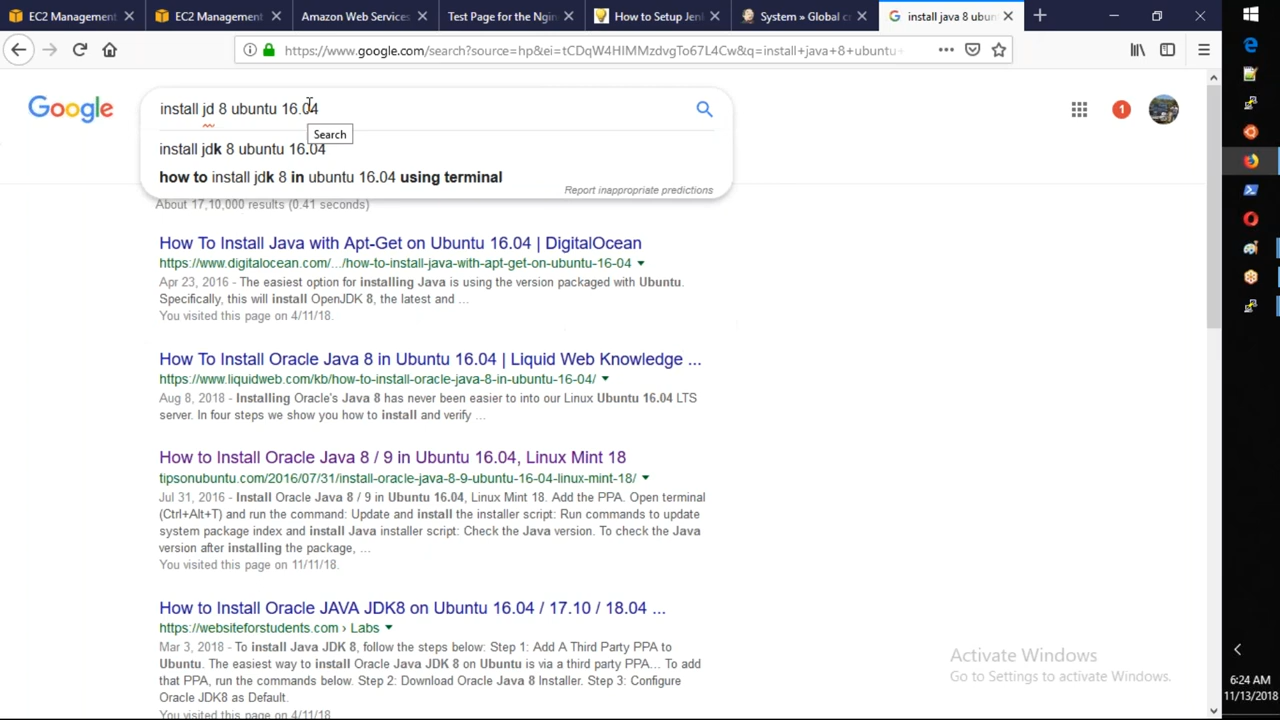 EC2 Management
EC2 Management
Amazon Web Services
Test Page for the Ngin
How to Setup Jen
System » Global c
install java 8 ubun
https://www.google.com/search?source=hp&ei=tCDqW4HIMMzdvgTo67L4Cw&q=install+java+8+ubuntu
Google
install jd 8 ubuntu 16.04
1
Search
install jdk 8 ubuntu 16.04
how to install jdk 8 in ubuntu 16.04 using terminal
Report inappropriate predictions
About 17,10,000 results (0.41 seconds)
How To Install Java with Apt-Get on Ubuntu 16.04 | DigitalOcean
https://www.digitalocean.com/.../how-to-install-java-with-apt-get-on-ubuntu-16-04
Apr 23, 2016 - The easiest option for installing Java is using the version packaged with Ubuntu.
Specifically, this will install OpenJDK 8, the latest and ...
You visited this page on 4/11/18.
How To Install Oracle Java 8 in Ubuntu 16.04 | Liquid Web Knowledge ...
https://www.liquidweb.com/kb/how-to-install-oracle-java-8-in-ubuntu-16-04/
Aug 8, 2018 - Installing Oracle's Java 8 has never been easier to into our Linux Ubuntu 16.04 LTS
server. In four steps we show you how to install and verify ...
How to Install Oracle Java 8 / 9 in Ubuntu 16.04, Linux Mint 18
tipsonubuntu.com/2016/07/31/install-oracle-java-8-9-ubuntu-16-04-linux-mint-18/
Jul 31, 2016 - Install Oracle Java 8 / 9 in Ubuntu 16.04, Linux Mint 18. Add the PPA. Open terminal
(Ctrl+Alt+T) and run the command: Update and install the installer script: Run commands to update
system package index and install Java installer script: Check the Java version. To check the Java
version after installing the package, ...
You visited this page on 11/11/18.
How to Install Oracle JAVA JDK8 on Ubuntu 16.04 / 17.10 / 18.04 ...
https://websiteforstudents.com › Labs
Mar 3, 2018 - To install Java JDK 8, follow the steps below: Step 1: Add A Third Party PPA to
Ubuntu. The easiest way to install Oracle Java JDK 8 on Ubuntu is via a third party PPA... To add
that PPA, run the commands below. Step 2: Download Oracle Java 8 Installer. Step 3: Configure
Oracle JDK8 as Default.
You visited this page on 4/11/18.
Activate Windows
Go to Settings to activate Windows.
6:24 AM
11/13/2018